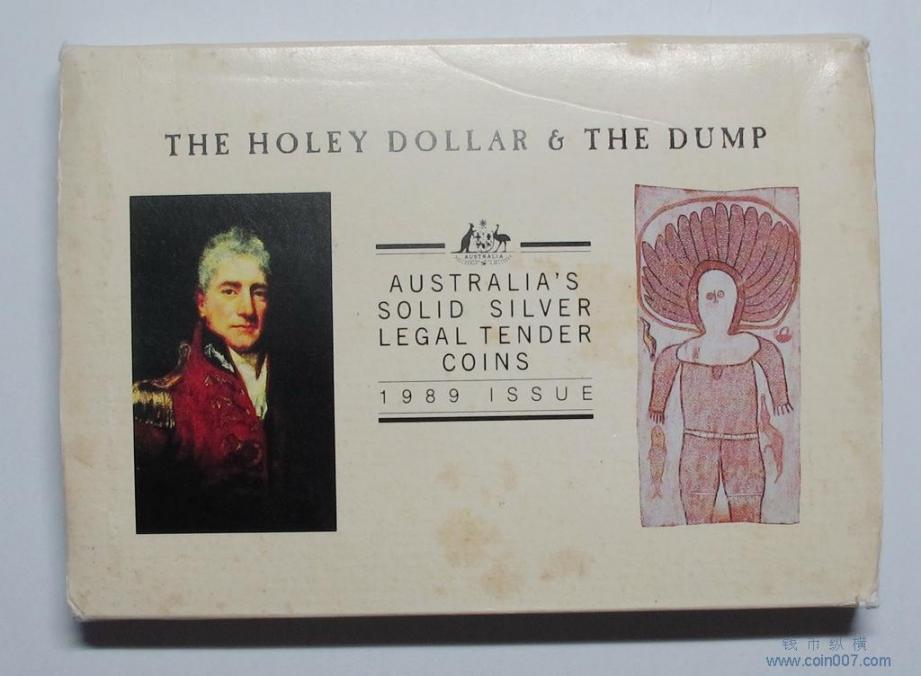 THE HOLEY DOLLAR & THE DUMP
AUSTRALIA
AUSTRALIA'S
SOLID SILVER
LEGAL TENDER
COINS
1989 ISSUE
钱币纵横
www.coin007.com